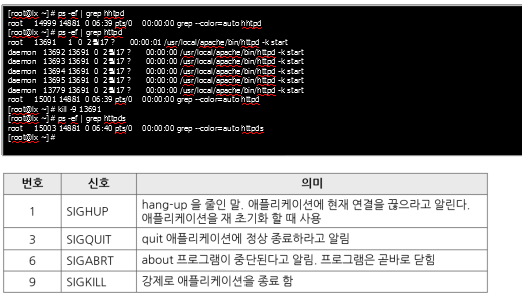 [root@lx ~]# ps -ef | grep hhtpd
root 14999 14881 0 06:39 pts/0 00:00:00 grep --color=auto hhtpd
[root@lx ~]# ps -ef | grep httpd
root 13691 1 0 2월17 ? 00:00:01 /usr/local/apache/bin/httpd -k start
daemon 13692 13691 0 2월17 ? 00:00:00 /usr/local/apache/bin/httpd -k start
daemon 13693 13691 0 2월17 ? 00:00:00 /usr/local/apache/bin/httpd -k start
daemon 13694 13691 0 2월17 ? 00:00:00 /usr/local/apache/bin/httpd -k start
daemon 13695 13691 0 2월17 ? 00:00:00 /usr/local/apache/bin/httpd -k start
daemon 13779 13691 0 2월17 ? 00:00:00 /usr/local/apache/bin/httpd -k start
root 15001 14881 0 06:39 pts/0 00:00:00 grep --color=auto httpd
[root@lx ~]# kill -9 13691
[root@lx ~]# ps -ef | grep httpds
root 15003 14881 0 06:40 pts/0 00:00:00 grep --color=auto httpds
[root@lx ~]#
번호 신호 의미
1 SIGHUP hang-up 을 줄인 말. 애플리케이션에 현재 연결을 끊으라고 알린다.
애플리케이션을 재 초기화 할 때 사용
3 SIGQUIT quit 애플리케이션에 정상 종료하라고 알림
6 SIGABRT about 프로그램이 중단된다고 알림. 프로그램은 곧바로 닫힘
9 SIGKILL 강제로 애플리케이션을 종료 함